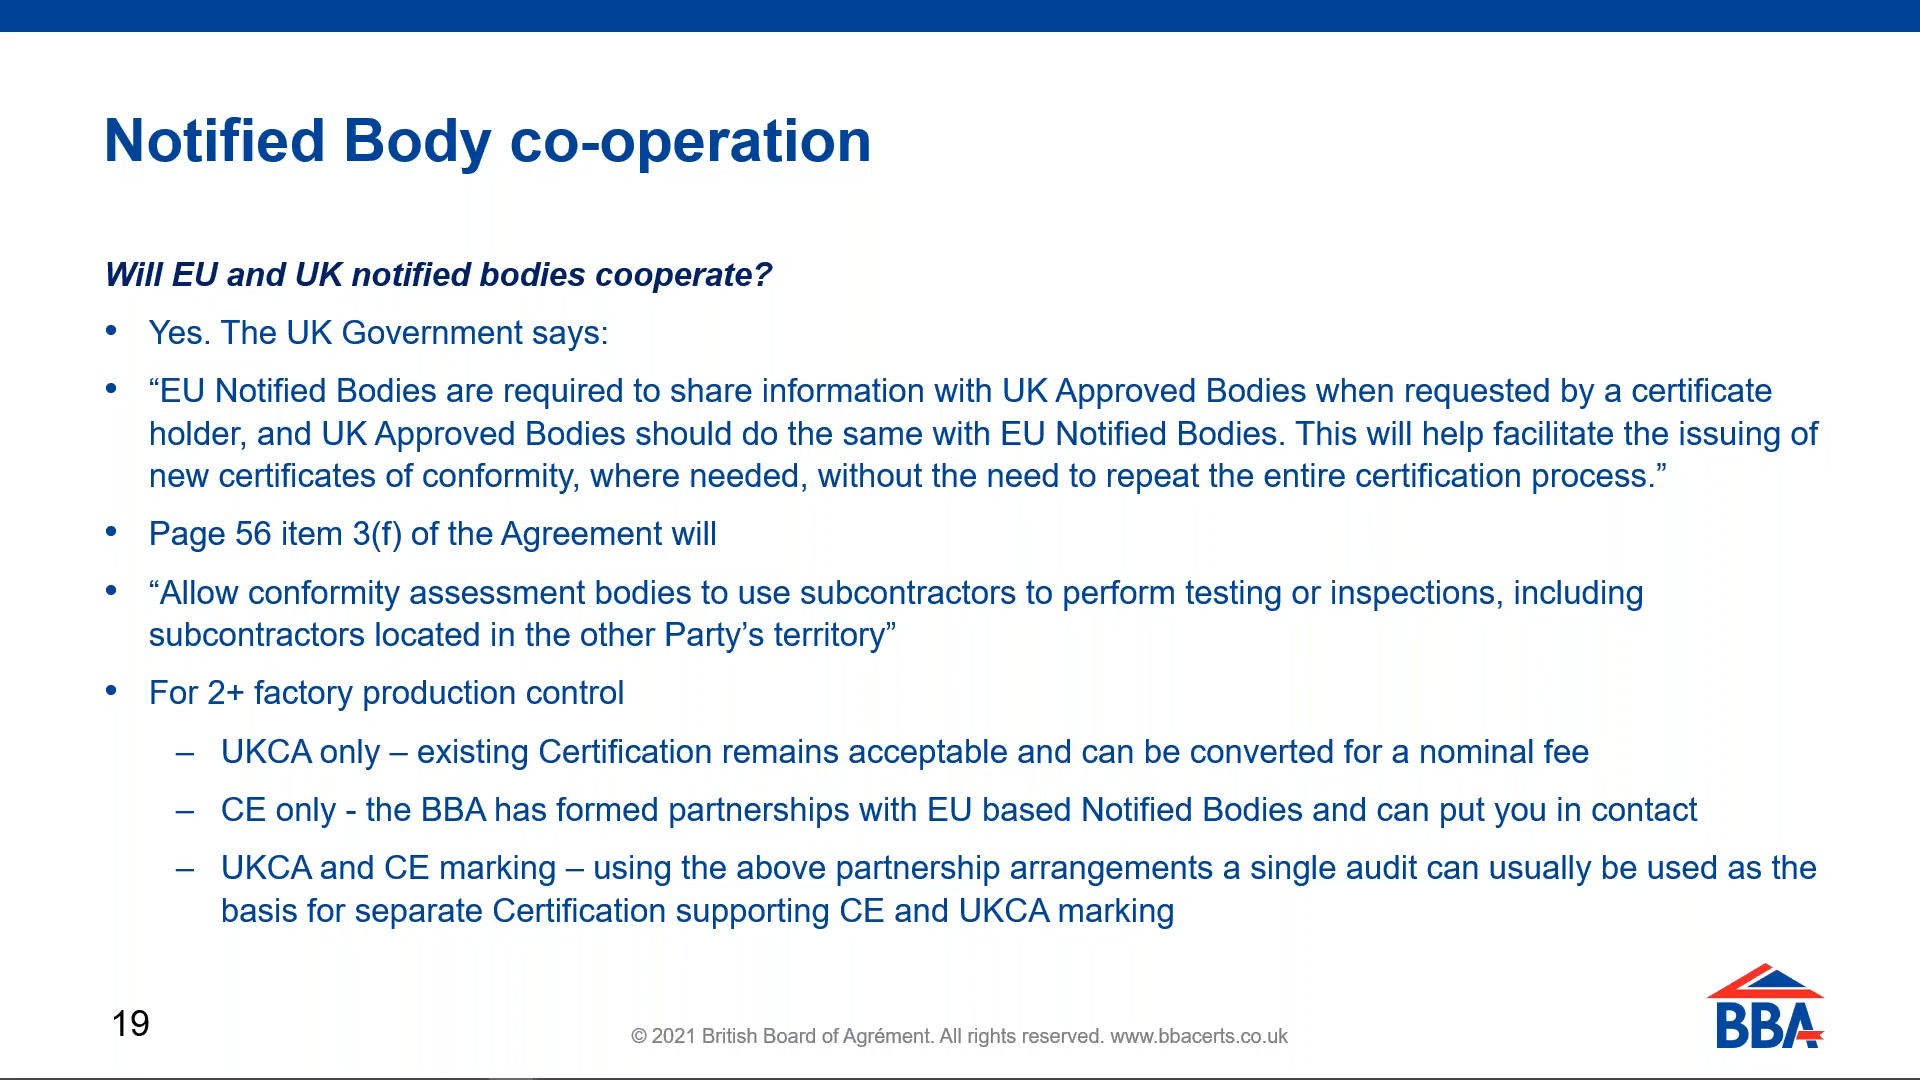 Notified Body co-operation
Will EU and UK notified bodies cooperate?
• Yes. The UK Government says:
• “EU Notified Bodies are required to share information with UK Approved Bodies when requested by a certificate
holder, and UK Approved Bodies should do the same with EU Notified Bodies. This will help facilitate the issuing of
new certificates of conformity, where needed, without the need to repeat the entire certification process.”
• Page 56 item 3(f) of the Agreement will
• “Allow conformity assessment bodies to use subcontractors to perform testing or inspections, including
subcontractors located in the other Party’s territory”
• For 2+ factory production control
– UKCA only – existing Certification remains acceptable and can be converted for a nominal fee
– CE only - the BBA has formed partnerships with EU based Notified Bodies and can put you in contact
– UKCA and CE marking – using the above partnership arrangements a single audit can usually be used as the
basis for separate Certification supporting CE and UKCA marking
19
© 2021 British Board of Agrément. All rights reserved. www.bbacerts.co.uk
BBA